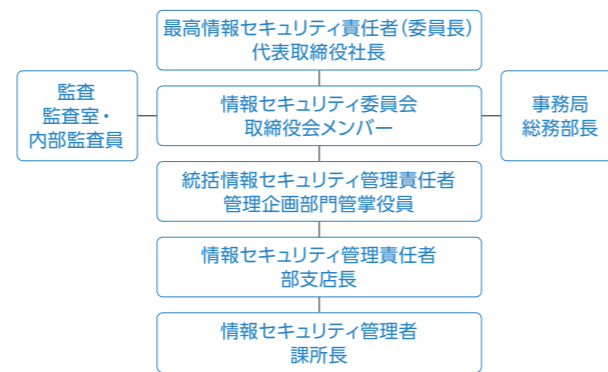 最高情報セキュリティ責任者(委員長)
代表取締役社長
監査
監査室・
内部監査員
情報セキュリティ委員会
取締役会メンバー
事務局
総務部長
統括情報セキュリティ管理責任者
管理企画部門管掌役員
情報セキュリティ管理責任者
部支店長
情報セキュリティ管理者
課所長